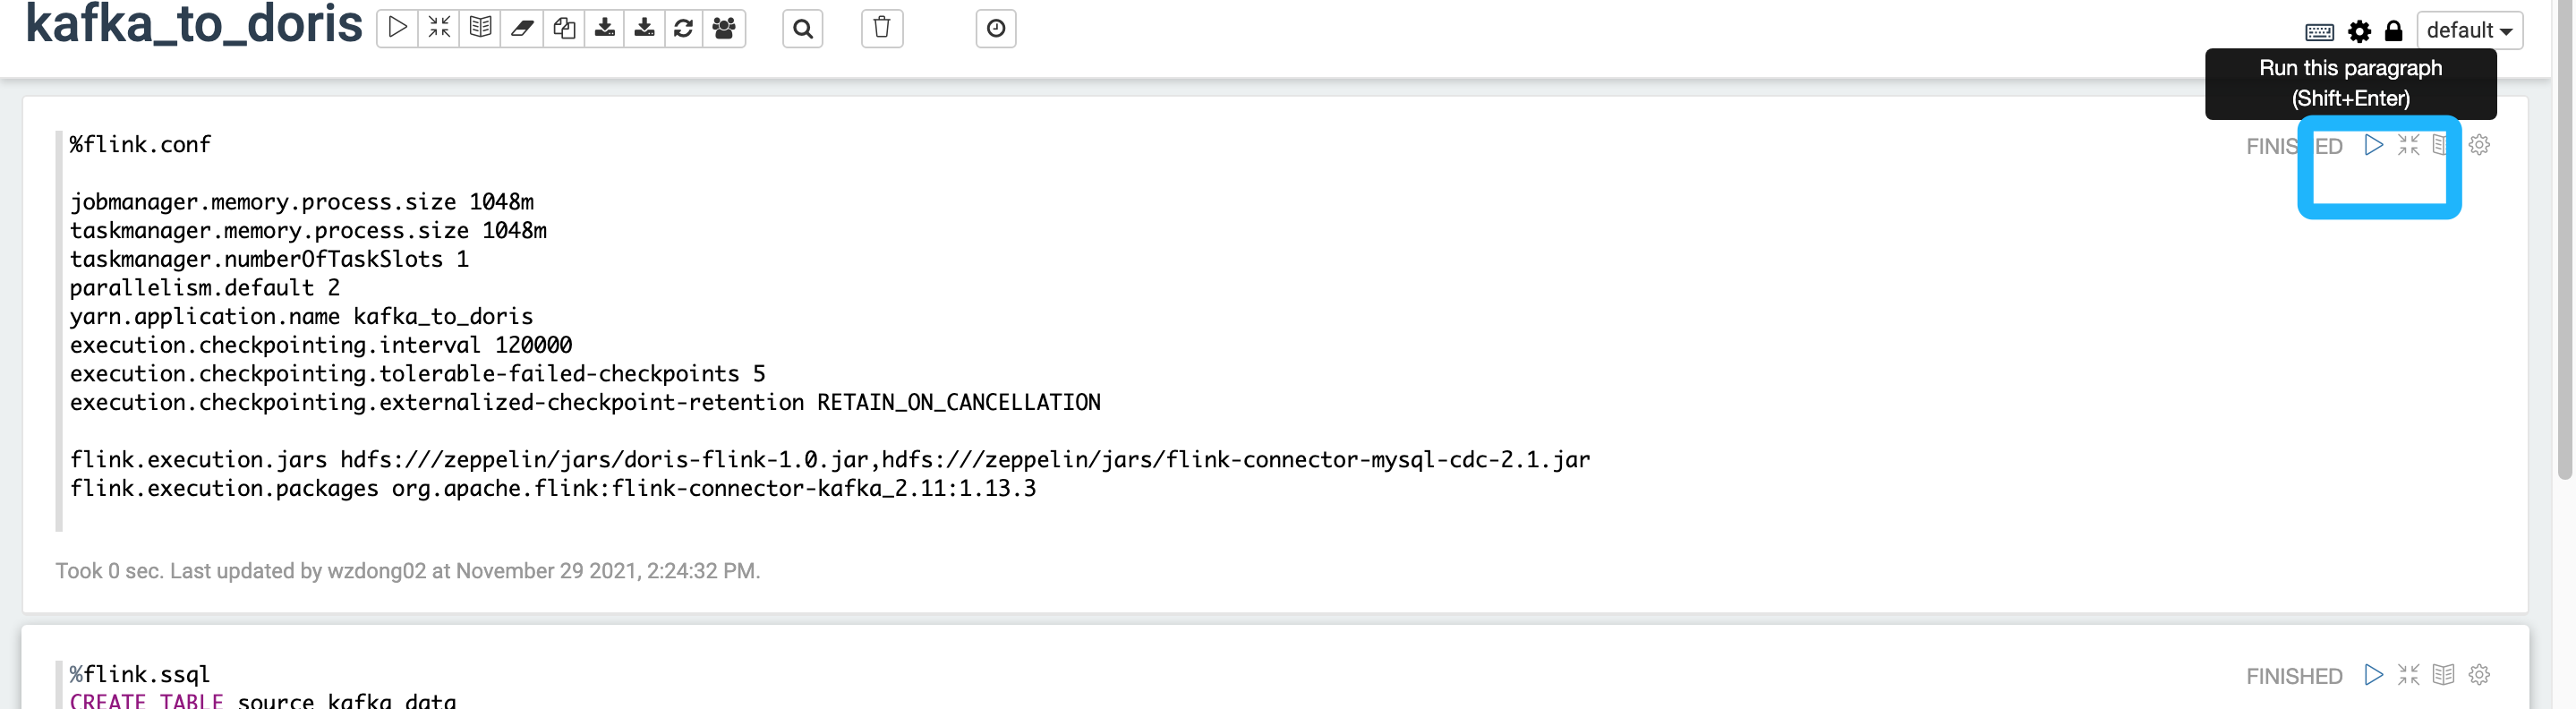 kafka_to_doris
default
Run this paragraph
(Shift+Enter)
%flink.conf
FINISHED
jobmanager.memory.process.size 1048m
taskmanager.memory.process.size 1048m
taskmanager.numberOfTaskSlots 1
parallelism.default 2
yarn.application.name kafka_to_doris
execution.checkpointing.interval 120000
execution.checkpointing.tolerable-failed-checkpoints 5
execution.checkpointing.externalized-checkpoint-retention RETAIN_ON_CANCELLATION
flink.execution.jars hdfs:///zeppelin/jars/doris-flink-1.0.jar,hdfs:///zeppelin/jars/flink-connector-mysql-cdc-2.1.jar
flink.execution.packages org.apache.flink:flink-connector-kafka_2.11:1.13.3
Took 0 sec. Last updated by wzdong02 at November 29 2021, 2:24:32 PM.
%flink.ssql
FINISHED
CREATE TABLE source_kafka_data